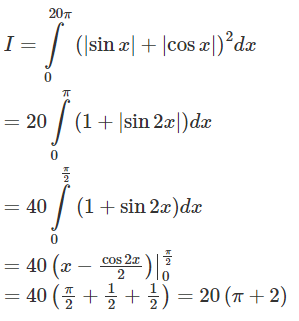 I = ∫₀^{20π} (|sin x| + |cos x|)² dx
= 20 ∫₀^{π} (1 + |sin 2x|) dx
= 40 ∫₀^{π/2} (1 + sin 2x) dx
= 40 (x − cos 2x / 2) |₀^{π/2}
= 40 (π/2 + 1/2 + 1/2) = 20 (π + 2)